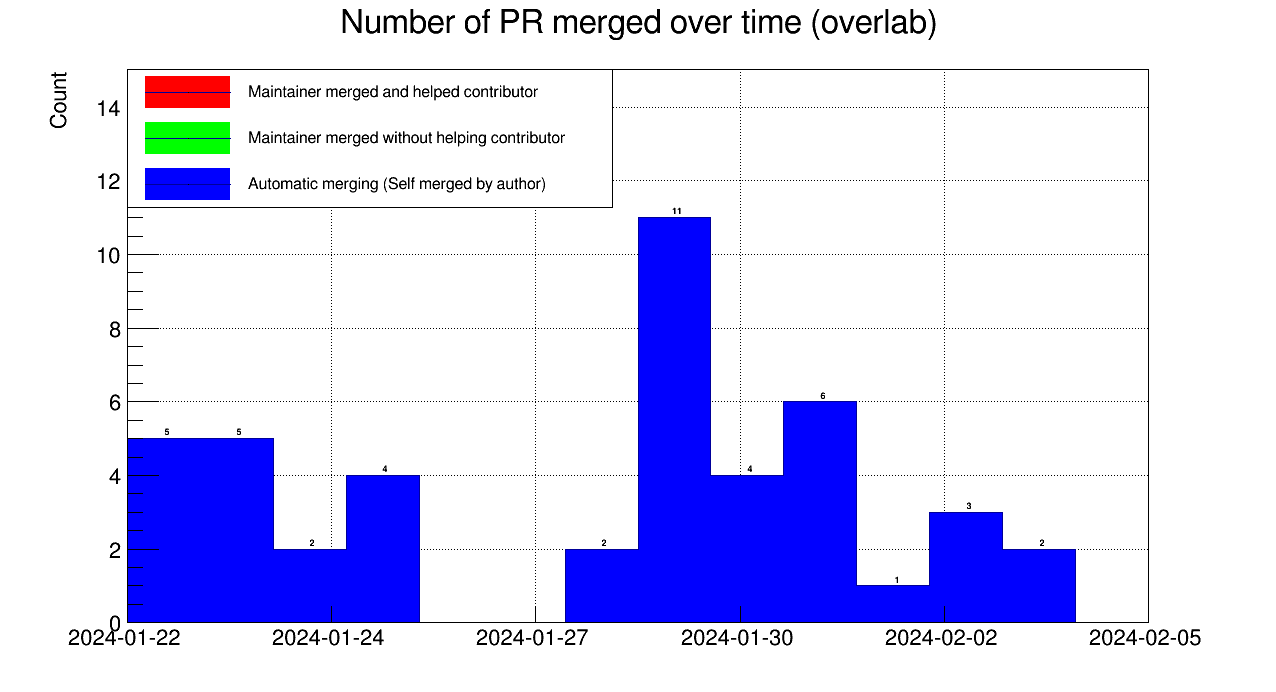 Number of PR merged over time (overlab)
Count
Maintainer merged and helped contributor
Maintainer merged without helping contributor
Automatic merging (Self merged by author)
14
12
10
8
6
4
2
0
5 5 2 4 2 11 4 6 1 3 2
2024-01-22 2024-01-24 2024-01-27 2024-01-30 2024-02-02 2024-02-05